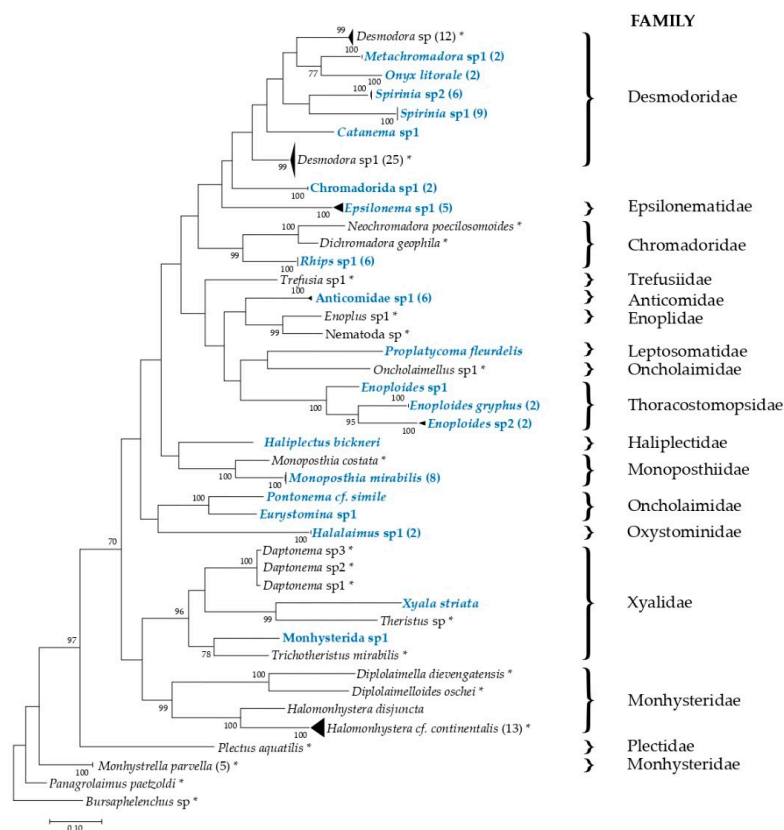 FAMILY
99
Desmodora sp (12) *
100
Metachromadora sp1 (2)
77
Onyx litorale (2)
100
100
Spirinia sp2 (6)
Desmodoridae
Spirinia sp1 (9)
100
Catanema sp1
99
Desmodora sp1 (25) *
Chromadorida sp1 (2)
100
100
Epsilonema sp1 (5)
Epsilonematidae
100
Neochromadora poecilosomoides *
Dichromadora geophila *
Chromadoridae
99
100
Rhips sp1 (6)
Trefusia sp1 *
Trefusiidae
100
Anticomidae sp1 (6)
Anticomidae
Enoplus sp1 *
Enoplidae
99
Nematoda sp *
Proplatycoma fleurdelis
Leptosomatidae
Oncholaimellus sp1 *
Oncholaimidae
Enoploides sp1
100
100
Enoploides gryphus (2)
Thoracostomopsidae
95
100
Enoploides sp2 (2)
Haliplectus bickneri
Haliplectidae
Monoposthia costata *
Monoposthiidae
100
100
Monoposthia mirabilis (8)
100
Pontonema cf. simile
Oncholaimidae
Eurystomina sp1
100
Halalaimus sp1 (2)
Oxystominidae
70
Daptonema sp3 *
100
Daptonema sp2 *
Daptonema sp1 *
Xyalidae
Xyala striata
96
99
Theristus sp *
Monhysterida sp1
97
78
Trichotheristus mirabilis *
100
Diplolaimella dievengatensis *
Diplolaimelloides oschei *
99
Monhysteridae
Halomonhystera disjuncta
100
100
Halomonhystera cf. continentalis (13) *
Plectus aquatilis *
Plectidae
100
Monhystrella parvella (5) *
Monhysteridae
Panagrolaimus paetzoldi *
Bursaphelenchus sp *
0.10